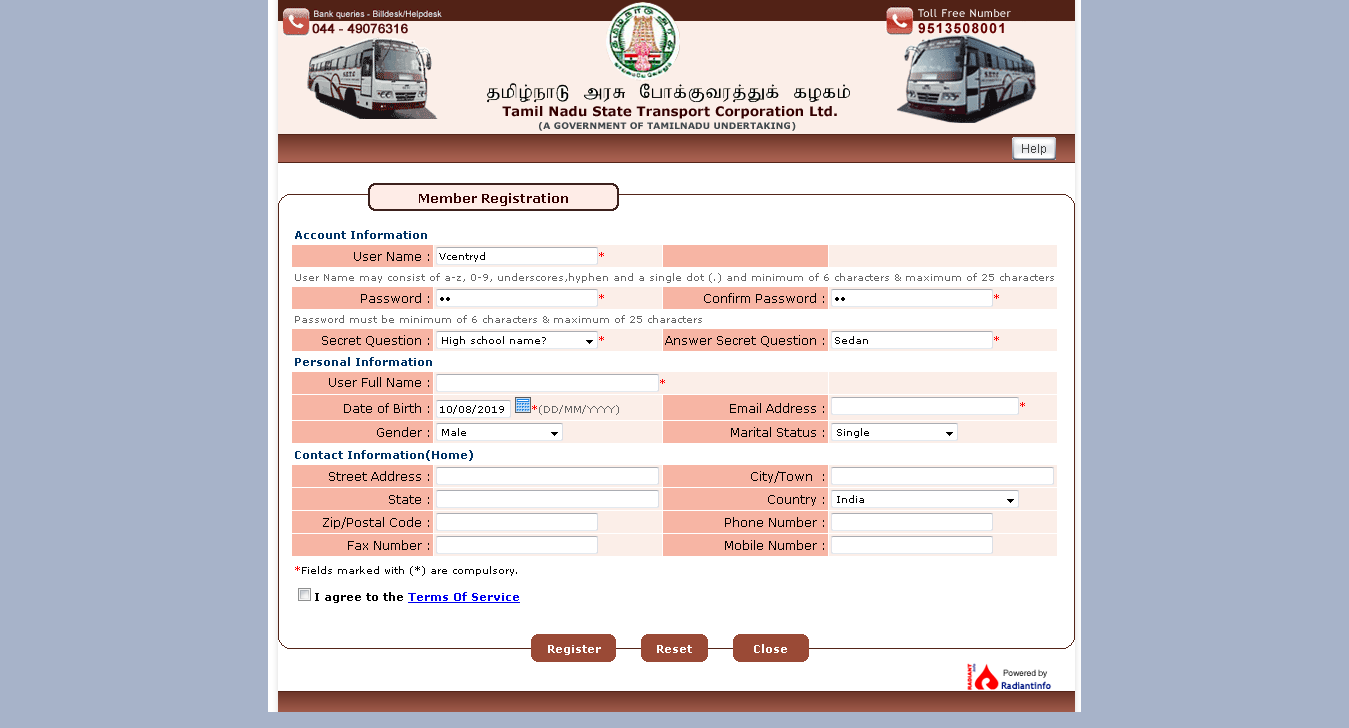 Bank queries - Billdesk/Helpdesk
044 - 49076316
Toll Free Number
9513508001
தமிழ்நாடு அரசு போக்குவரத்துக் கழகம்
Tamil Nadu State Transport Corporation Ltd.
(A GOVERNMENT OF TAMILNADU UNDERTAKING)
Help
Member Registration
Account Information
User Name : Vcentryd *
User Name may consist of a-z, 0-9, underscores,hyphen and a single dot (.) and minimum of 6 characters & maximum of 25 characters
Password : •• * Confirm Password : •• *
Password must be minimum of 6 characters & maximum of 25 characters
Secret Question : High school name? * Answer Secret Question : Sedan *
Personal Information
User Full Name : *
Date of Birth : 10/08/2019 *(DD/MM/YYYY) Email Address : *
Gender : Male Marital Status : Single
Contact Information(Home)
Street Address : City/Town :
State : Country : India
Zip/Postal Code : Phone Number :
Fax Number : Mobile Number :
*Fields marked with (*) are compulsory.
I agree to the Terms Of Service
Register Reset Close
RADIANT Powered by
RadiantInfo